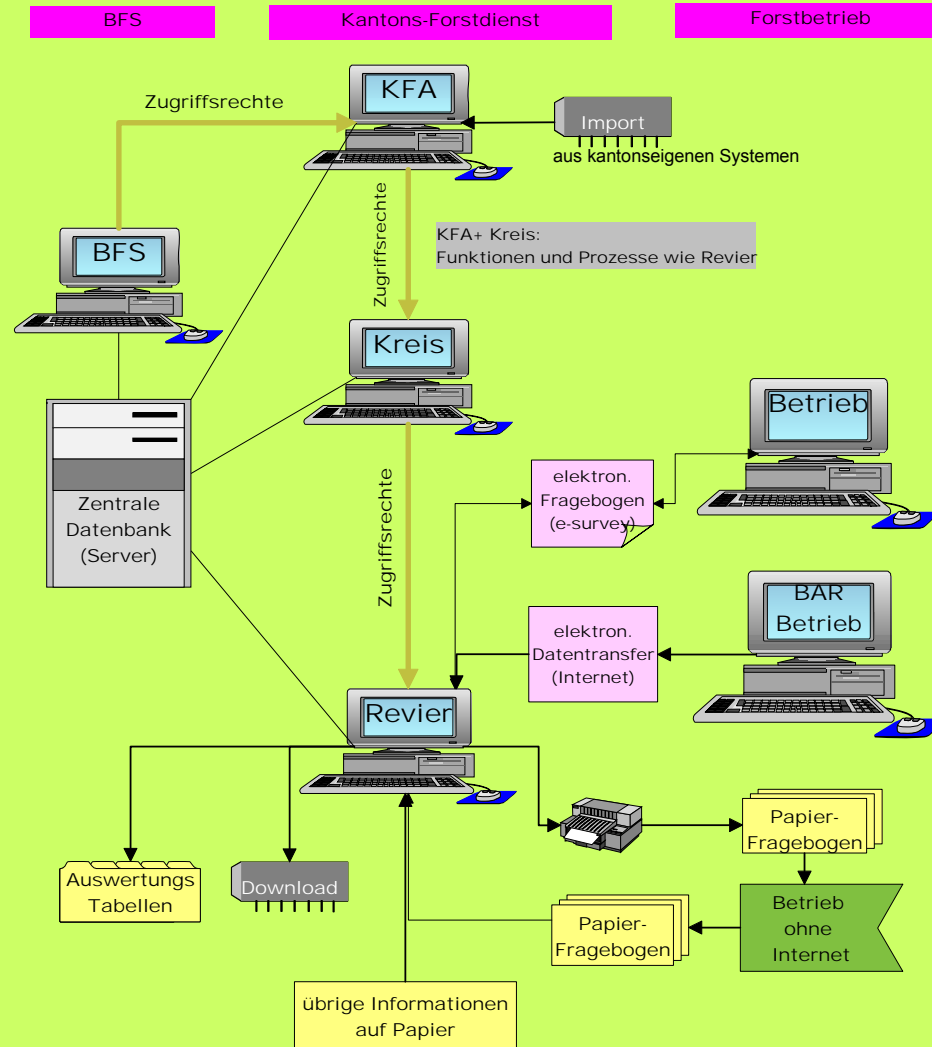 BFS
Kantons-Forstdienst
Forstbetrieb
KFA
Zugriffsrechte
Import
aus kantonseigenen Systemen
Zugriffsrechte
KFA+ Kreis:
Funktionen und Prozesse wie Revier
BFS
Kreis
Betrieb
Zentrale
Datenbank
(Server)
Zugriffsrechte
elektron.
Fragebogen
(e-survey)
BAR
Betrieb
elektron.
Datentransfer
(Internet)
Revier
Papier-
Fragebogen
Auswertungs
Tabellen
Download
Betrieb
ohne
Internet
Papier-
Fragebogen
übrige Informationen
auf Papier